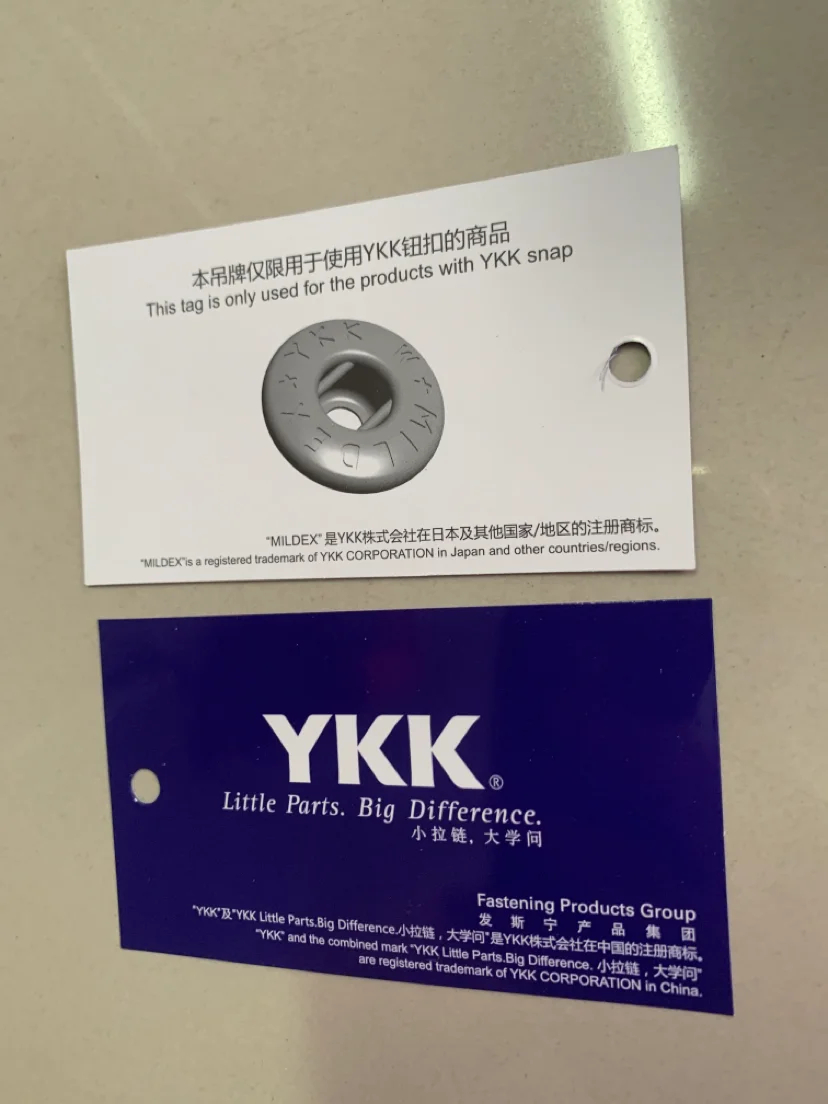 本吊牌仅限用于使用YKK钮扣的商品
This tag is only used for the products with YKK snap
YKK W MILDEX
“MILDEX” 是YKK株式会社在日本及其他国家/地区的注册商标。
“MILDEX”is a registered trademark of YKK CORPORATION in Japan and other countries/regions.
YKK®
Little Parts. Big Difference.
小拉链，大学问
Fastening Products Group
发斯宁产品集团
“YKK”及“YKK Little Parts.Big Difference.小拉链，大学问”是YKK株式会社在中国的注册商标。
“YKK” and the combined mark “YKK Little Parts.Big Difference. 小拉链，大学问”
are registered trademark of YKK CORPORATION in China.